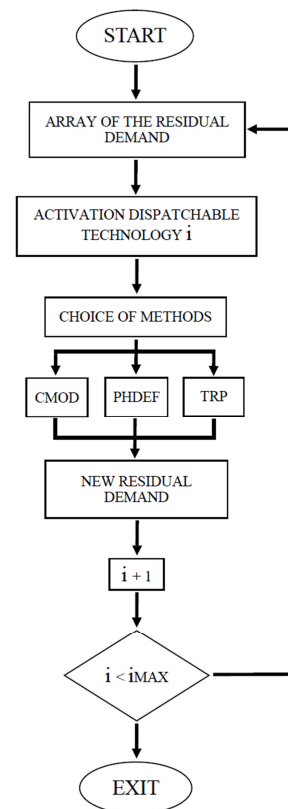 START
ARRAY OF THE RESIDUAL
DEMAND
ACTIVATION DISPATCHABLE
TECHNOLOGY i
CHOICE OF METHODS
CMOD
PHDEF
TRP
NEW RESIDUAL
DEMAND
i + 1
i < iMAX
EXIT